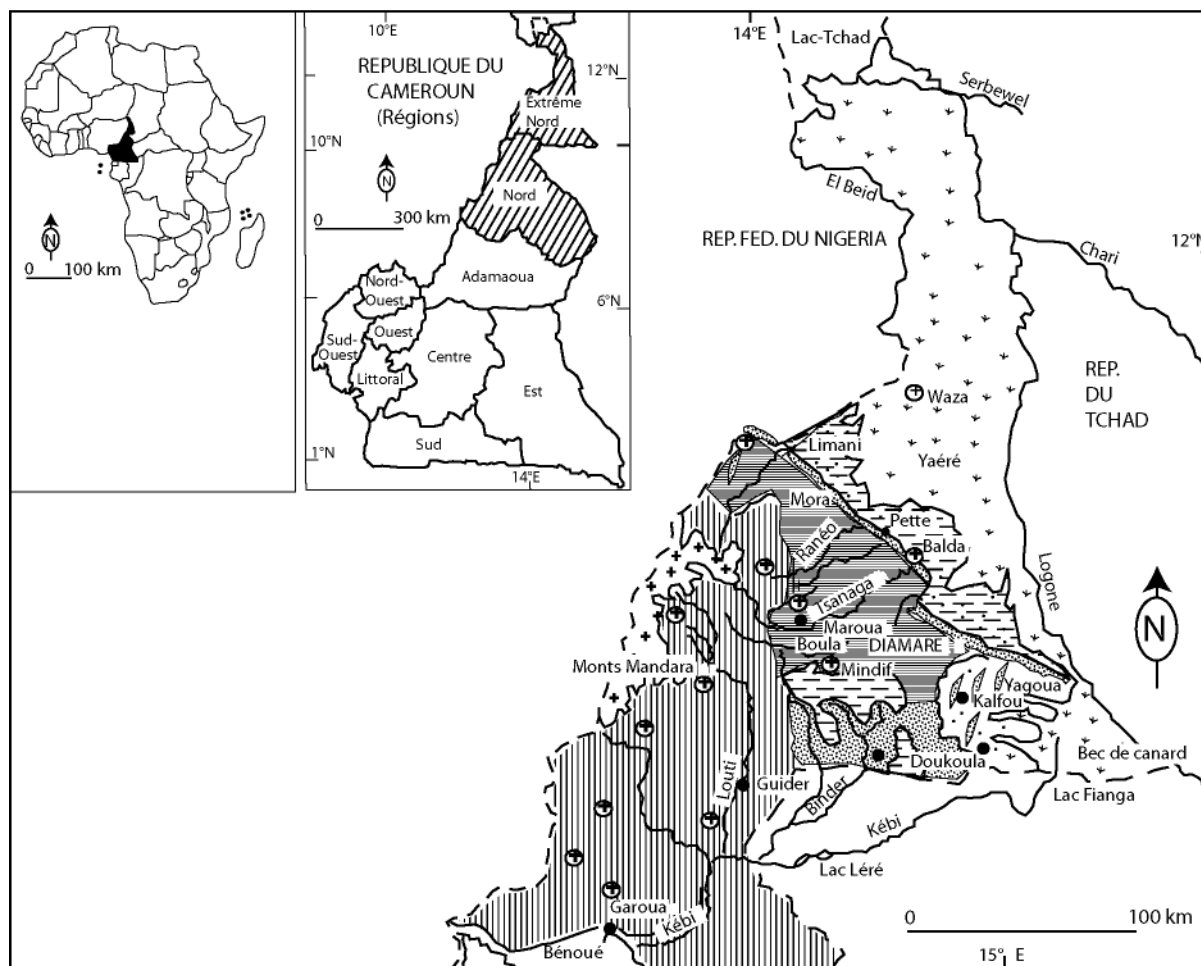 N
0 100 km
10°E
REPUBLIQUE DU
CAMEROUN
(Régions)
12°N
10°N
N
0 300 km
Extrême
Nord
Nord
Adamaoua
6°N
Nord-
Ouest
Ouest
Sud-
Ouest
Littoral
Centre
Est
Sud
1°N
14°E
14°E
Lac-Tchad
Serbewel
El Beid
REP. FED. DU NIGERIA
12°N
Chari
REP.
DU
TCHAD
Waza
Yaéré
Limani
Mora
Pette
Balda
Ranéo
Tsanaga
Logone
Maroua
Boula
DIAMARE
Mindif
Monts Mandara
Yagoua
Kalfou
N
Bec de canard
Doukoula
Lac Fianga
Louti
Guider
Binder
Kébi
Lac Léré
Garoua
Kébi
Bénoué
0 100 km
15° E